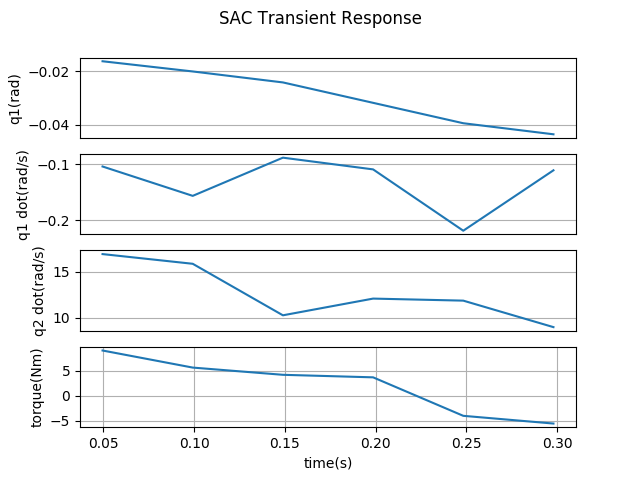 SAC Transient Response
q1(rad)
−0.02
−0.04
q1 dot(rad/s)
−0.1
−0.2
q2 dot(rad/s)
15
10
torque(Nm)
5
0
−5
0.05 0.10 0.15 0.20 0.25 0.30
time(s)